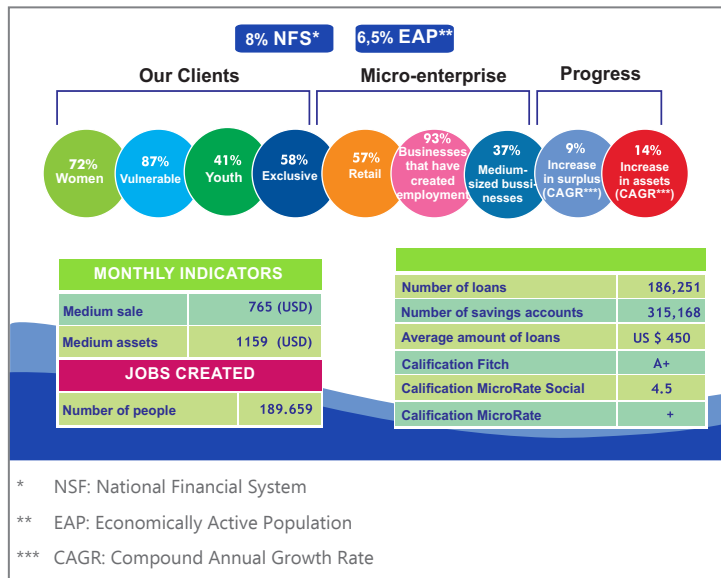 8% NFS*
6,5% EAP**
Our Clients
Micro-enterprise
Progress
72%
Women
87%
Vulnerable
41%
Youth
58%
Exclusive
57%
Retail
93%
Businesses
that have
created
employment
37%
Medium-
sized bussi-
nesses
9%
Increase
in surplus
(CAGR***)
14%
Increase
in assets
(CAGR***)
MONTHLY INDICATORS
Medium sale 765 (USD)
Medium assets 1159 (USD)
JOBS CREATED
Number of people 189.659
Number of loans 186,251
Number of savings accounts 315,168
Average amount of loans US $ 450
Calification Fitch A+
Calification MicroRate Social 4.5
Calification MicroRate +
* NSF: National Financial System
** EAP: Economically Active Population
*** CAGR: Compound Annual Growth Rate